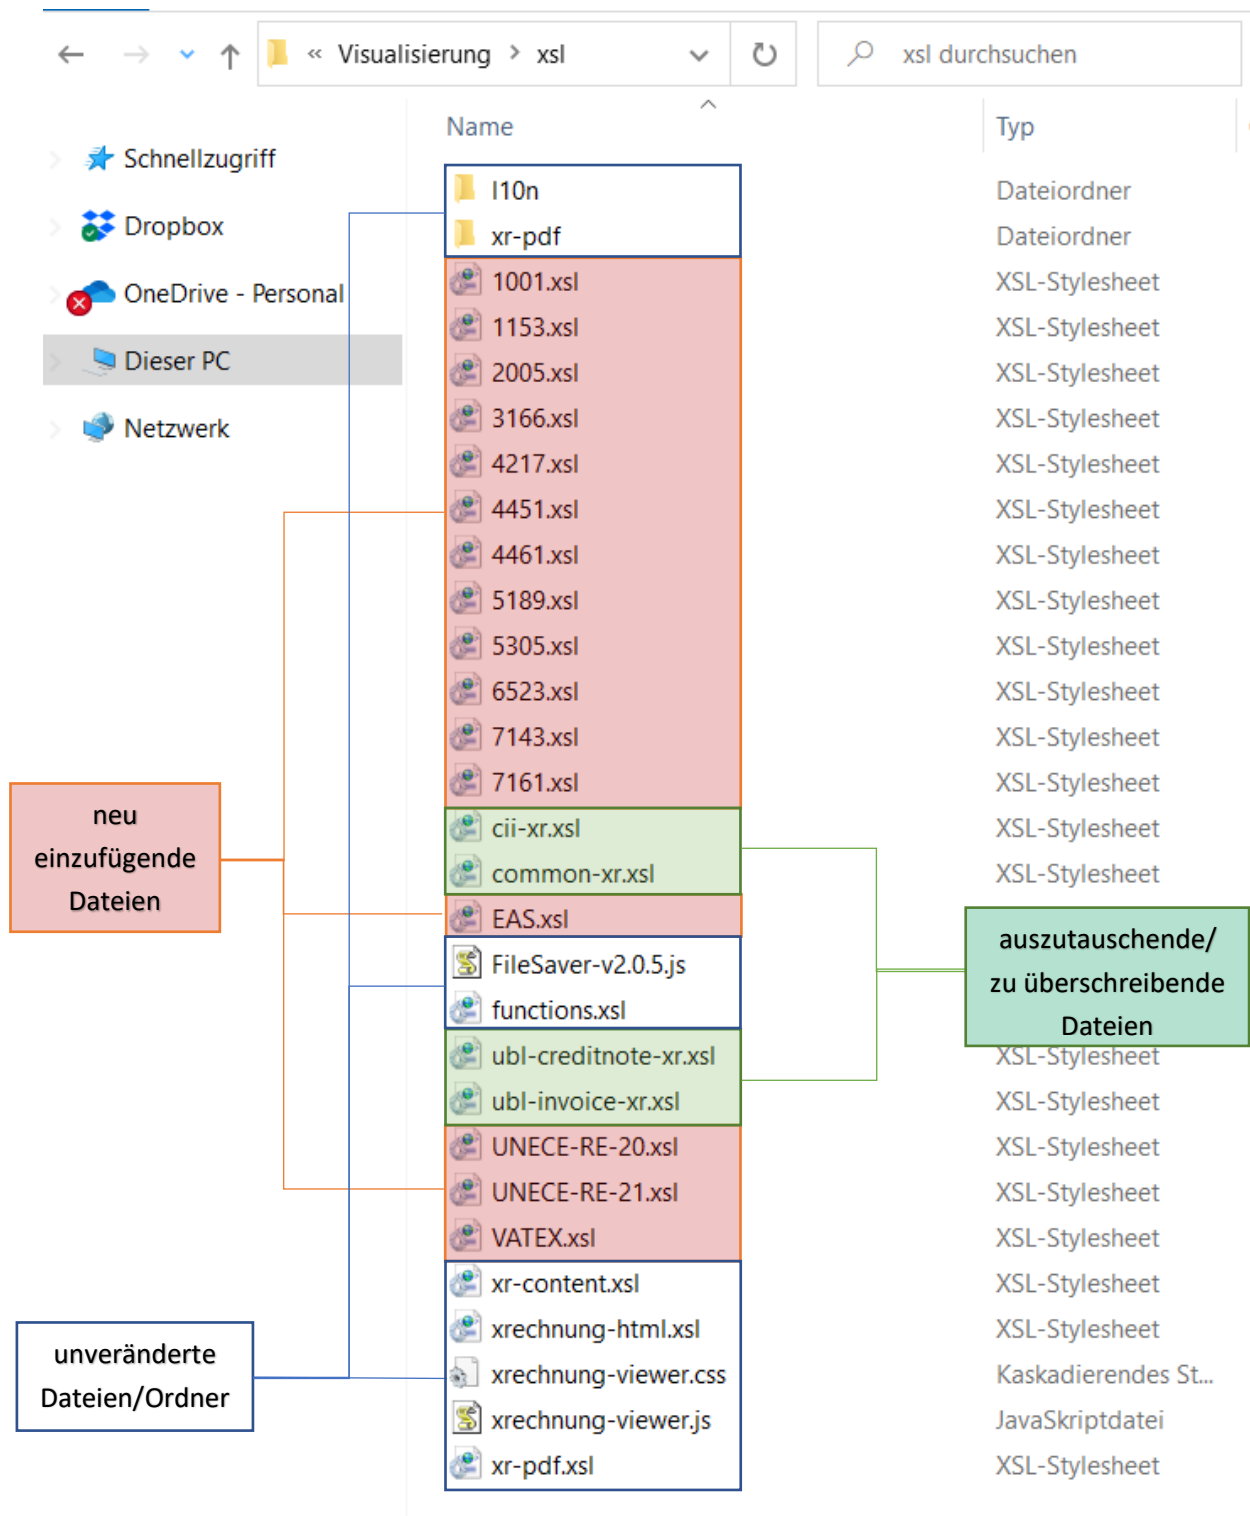 « Visualisierung > xsl
xsl durchsuchen
Name Typ
Schnellzugriff
Dropbox
OneDrive - Personal
Dieser PC
Netzwerk
l10n Dateiordner
xr-pdf Dateiordner
1001.xsl XSL-Stylesheet
1153.xsl XSL-Stylesheet
2005.xsl XSL-Stylesheet
3166.xsl XSL-Stylesheet
4217.xsl XSL-Stylesheet
4451.xsl XSL-Stylesheet
4461.xsl XSL-Stylesheet
5189.xsl XSL-Stylesheet
5305.xsl XSL-Stylesheet
6523.xsl XSL-Stylesheet
7143.xsl XSL-Stylesheet
7161.xsl XSL-Stylesheet
cii-xr.xsl XSL-Stylesheet
common-xr.xsl XSL-Stylesheet
EAS.xsl
FileSaver-v2.0.5.js
functions.xsl
ubl-creditnote-xr.xsl XSL-Stylesheet
ubl-invoice-xr.xsl XSL-Stylesheet
UNECE-RE-20.xsl XSL-Stylesheet
UNECE-RE-21.xsl XSL-Stylesheet
VATEX.xsl XSL-Stylesheet
xr-content.xsl XSL-Stylesheet
xrechnung-html.xsl XSL-Stylesheet
xrechnung-viewer.css Kaskadierendes St...
xrechnung-viewer.js JavaSkriptdatei
xr-pdf.xsl XSL-Stylesheet
neu
einzufügende
Dateien
auszutauschende/
zu überschreibende
Dateien
unveränderte
Dateien/Ordner